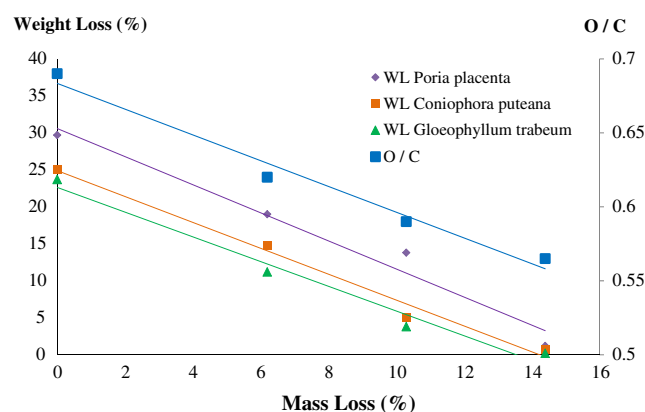 Weight Loss (%)
O / C
40
35
30
25
20
15
10
5
0
0.7
0.65
0.6
0.55
0.5
WL Poria placenta
WL Coniophora puteana
WL Gloeophyllum trabeum
O / C
0 2 4 6 8 10 12 14 16
Mass Loss (%)